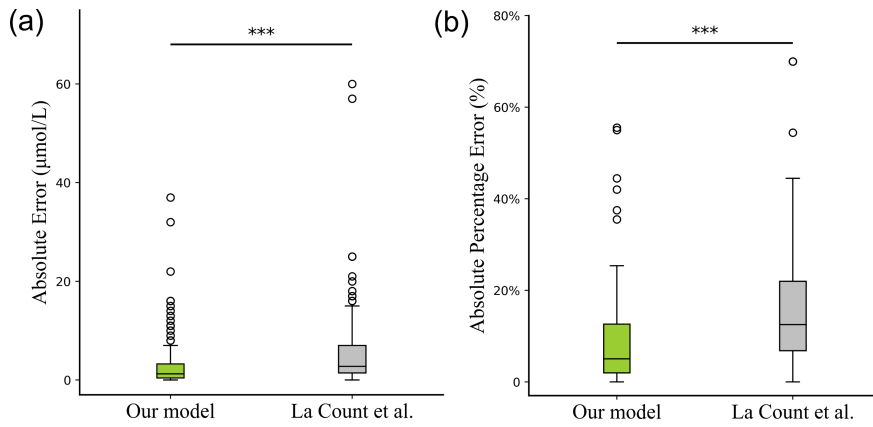 (a)
Absolute Error (μmol/L)
60
40
20
0
***
Our model
La Count et al.
(b)
Absolute Percentage Error (%)
80%
60%
40%
20%
0
***
Our model
La Count et al.